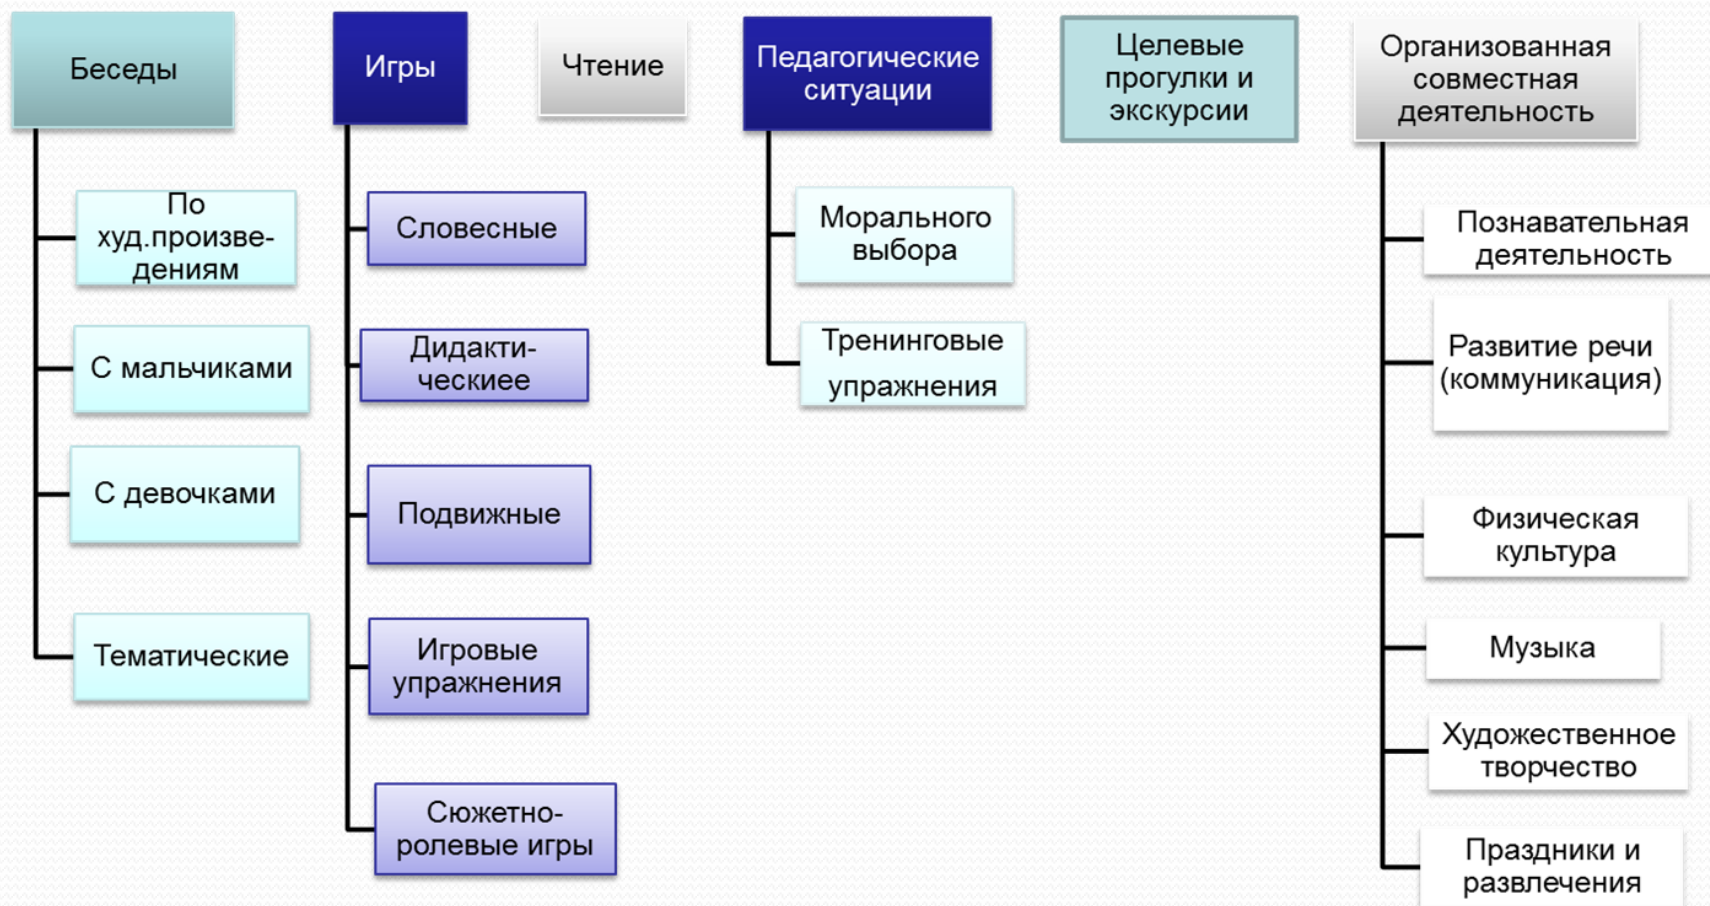 Беседы
По
худ.произве-
дениям
С мальчиками
С девочками
Тематические
Игры
Словесные
Дидакти-
ческиее
Подвижные
Игровые
упражнения
Сюжетно-
ролевые игры
Чтение
Педагогические
ситуации
Морального
выбора
Тренинговые
упражнения
Целевые
прогулки и
экскурсии
Организованная
совместная
деятельность
Познавательная
деятельность
Развитие речи
(коммуникация)
Физическая
культура
Музыка
Художественное
творчество
Праздники и
развлечения